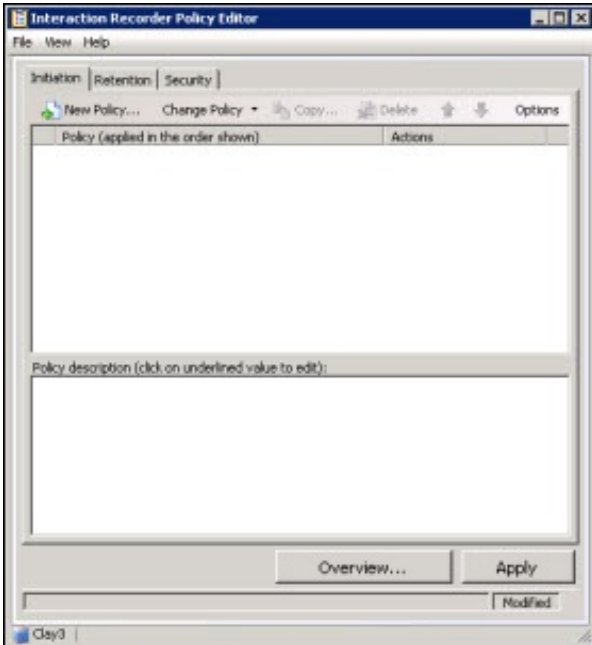 Interaction Recorder Policy Editor
File View Help
Initiation Retention Security
New Policy... Change Policy Copy... Delete Options
Policy (applied in the order shown) Actions
Policy description (click on underlined value to edit):
Overview... Apply
Modified
Clay3